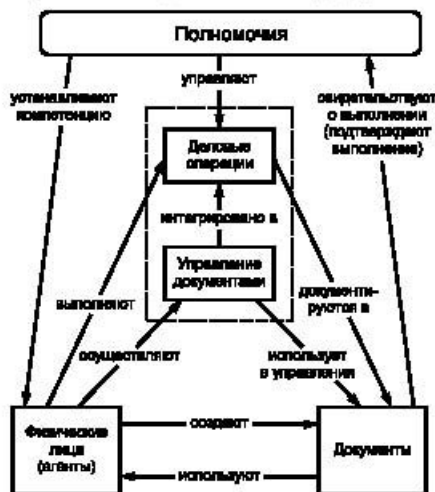 Полномочия
управляют
устанавливают
компетенцию
свидетельствуют
о выполнении
(подтверждают
выполнение)
Деловые
операции
интегрировано в
Управление
документами
выполняют
документи-
руются в
осуществляют
используют
в управлении
Физические
лица
(агенты)
создают
Документы
используют